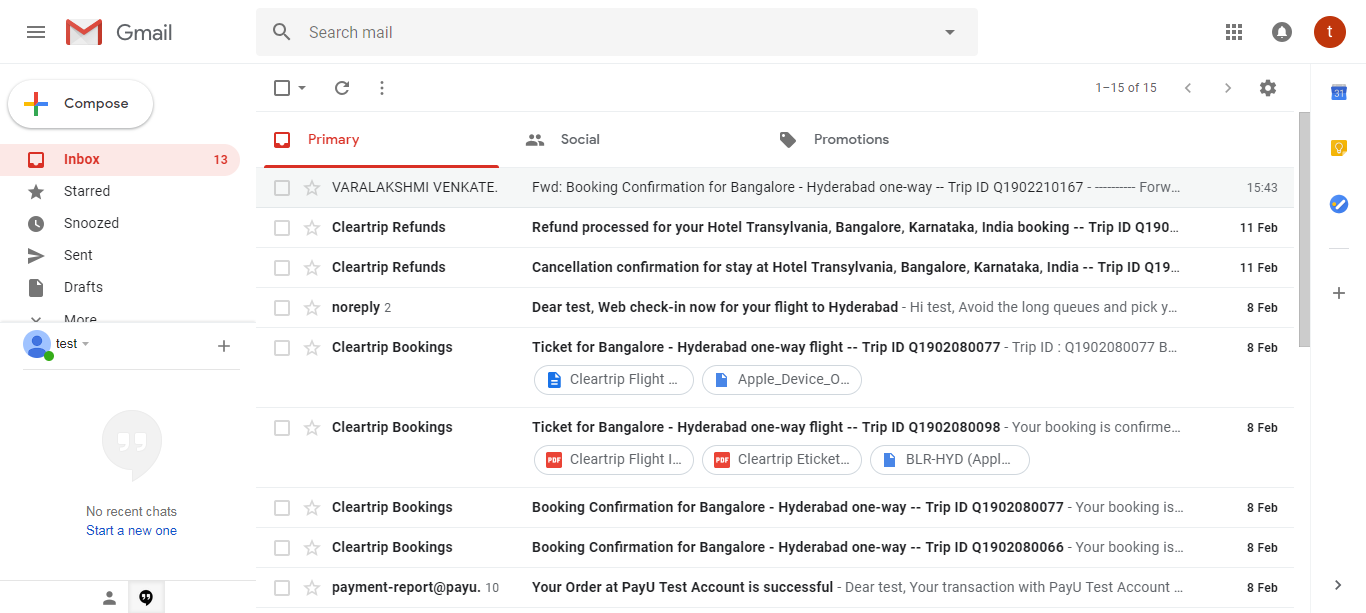 Gmail
Search mail
t
Compose
1–15 of 15
31
Primary
Social
Promotions
Inbox 13
Starred
Snoozed
Sent
Drafts
More
test
No recent chats
Start a new one
VARALAKSHMI VENKATE. Fwd: Booking Confirmation for Bangalore - Hyderabad one-way -- Trip ID Q1902210167 - ---------- Forw… 15:43
Cleartrip Refunds Refund processed for your Hotel Transylvania, Bangalore, Karnataka, India booking -- Trip ID Q190… 11 Feb
Cleartrip Refunds Cancellation confirmation for stay at Hotel Transylvania, Bangalore, Karnataka, India -- Trip ID Q19… 11 Feb
noreply 2 Dear test, Web check-in now for your flight to Hyderabad - Hi test, Avoid the long queues and pick y… 8 Feb
Cleartrip Bookings Ticket for Bangalore - Hyderabad one-way flight -- Trip ID Q1902080077 - Trip ID : Q1902080077 B… 8 Feb
Cleartrip Flight … Apple_Device_O…
Cleartrip Bookings Ticket for Bangalore - Hyderabad one-way flight -- Trip ID Q1902080098 - Your booking is confirme… 8 Feb
PDF Cleartrip Flight I… PDF Cleartrip Eticket… BLR-HYD (Appl…
Cleartrip Bookings Booking Confirmation for Bangalore - Hyderabad one-way -- Trip ID Q1902080077 - Your booking is… 8 Feb
Cleartrip Bookings Booking Confirmation for Bangalore - Hyderabad one-way -- Trip ID Q1902080066 - Your booking is… 8 Feb
payment-report@payu. 10 Your Order at PayU Test Account is successful - Dear test, Your transaction with PayU Test Account … 8 Feb